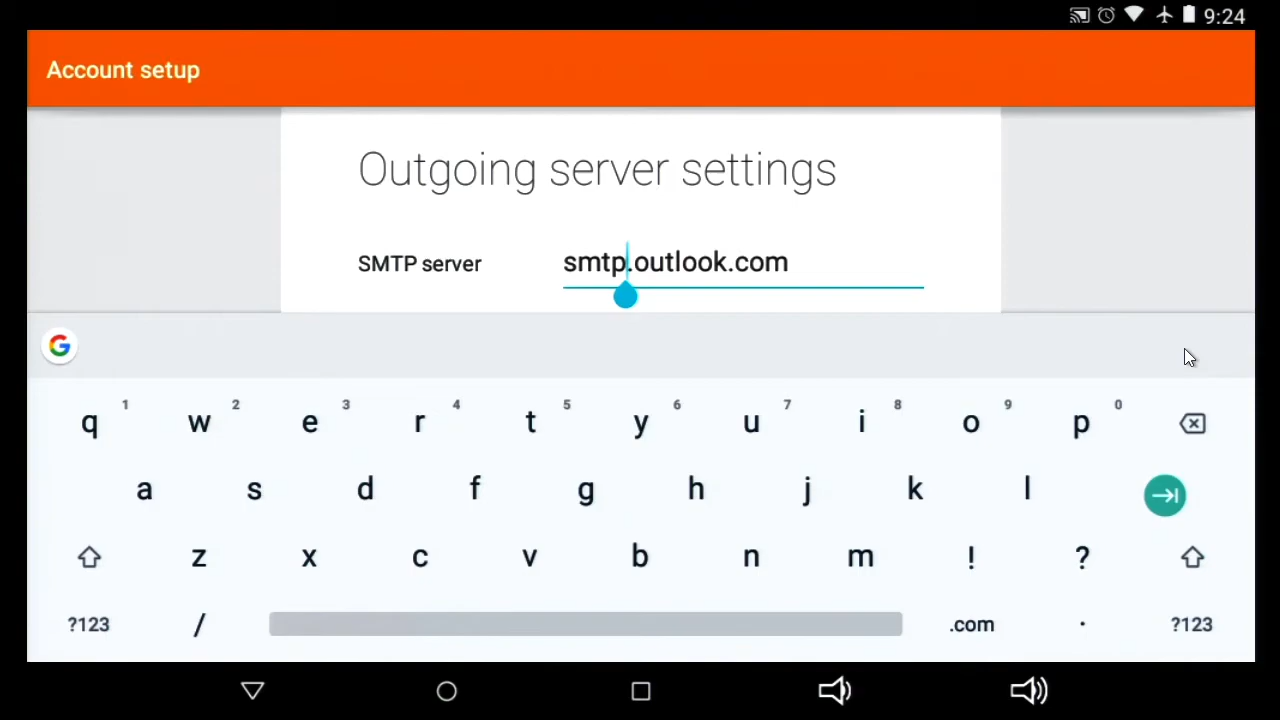 9:24
Account setup
Outgoing server settings
SMTP server smtp.outlook.com
G
q 1 w 2 e 3 r 4 t 5 y 6 u 7 i 8 o 9 p 0
a s d f g h j k l
z x c v b n m ! ?
?123 / .com . ?123